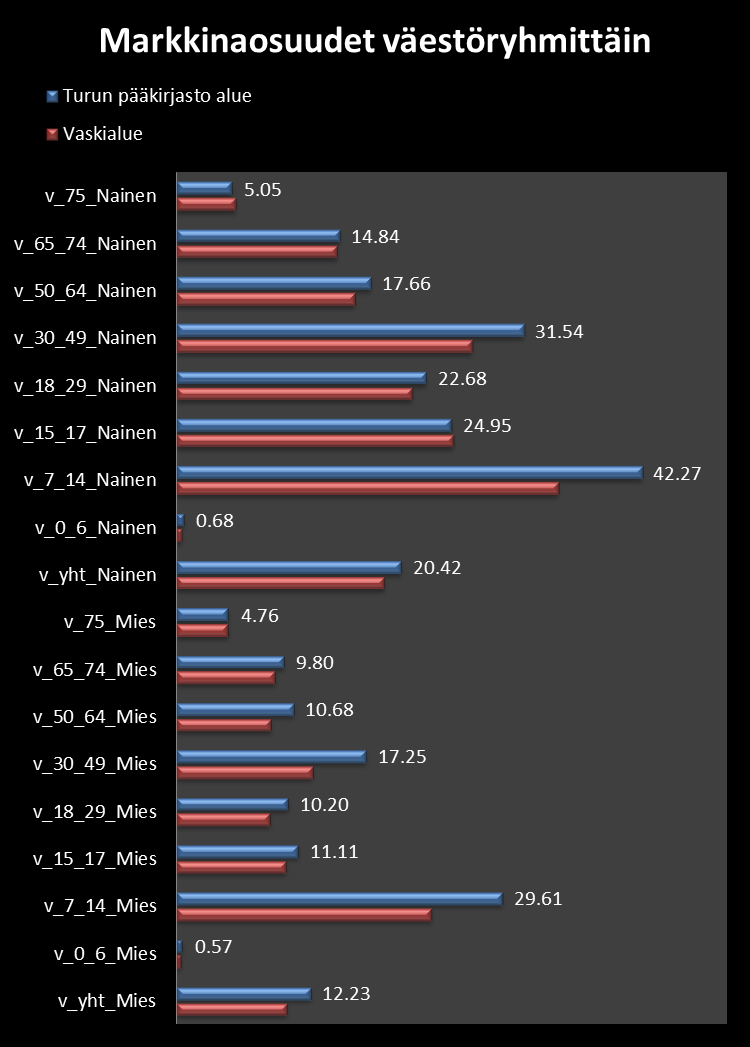 Markkinaosuudet väestöryhmittäin
Turun pääkirjasto alue
Vaskialue
v_75_Nainen 5.05
v_65_74_Nainen 14.84
v_50_64_Nainen 17.66
v_30_49_Nainen 31.54
v_18_29_Nainen 22.68
v_15_17_Nainen 24.95
v_7_14_Nainen 42.27
v_0_6_Nainen 0.68
v_yht_Nainen 20.42
v_75_Mies 4.76
v_65_74_Mies 9.80
v_50_64_Mies 10.68
v_30_49_Mies 17.25
v_18_29_Mies 10.20
v_15_17_Mies 11.11
v_7_14_Mies 29.61
v_0_6_Mies 0.57
v_yht_Mies 12.23